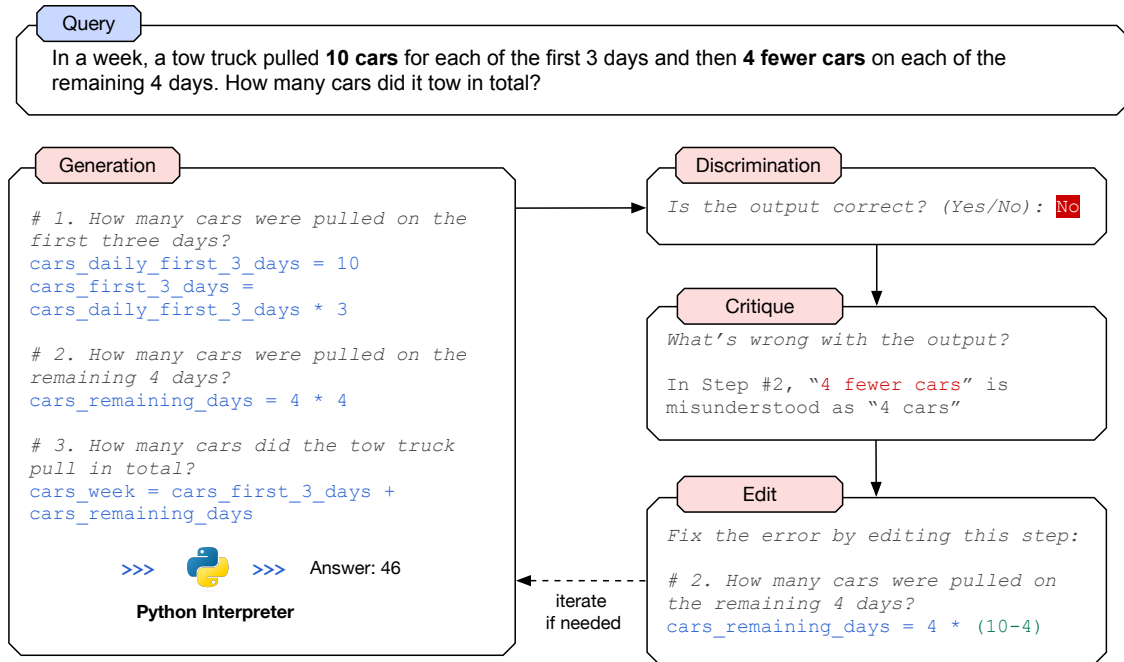 Query
In a week, a tow truck pulled 10 cars for each of the first 3 days and then 4 fewer cars on each of the
remaining 4 days. How many cars did it tow in total?
Generation
# 1. How many cars were pulled on the
first three days?
cars_daily_first_3_days = 10
cars_first_3_days =
cars_daily_first_3_days * 3
# 2. How many cars were pulled on the
remaining 4 days?
cars_remaining_days = 4 * 4
# 3. How many cars did the tow truck
pull in total?
cars_week = cars_first_3_days +
cars_remaining_days
>>> >>> Answer: 46
Python Interpreter
Discrimination
Is the output correct? (Yes/No): No
Critique
What's wrong with the output?
In Step #2, “4 fewer cars” is
misunderstood as “4 cars”
Edit
Fix the error by editing this step:
# 2. How many cars were pulled on
the remaining 4 days?
cars_remaining_days = 4 * (10-4)
iterate
if needed